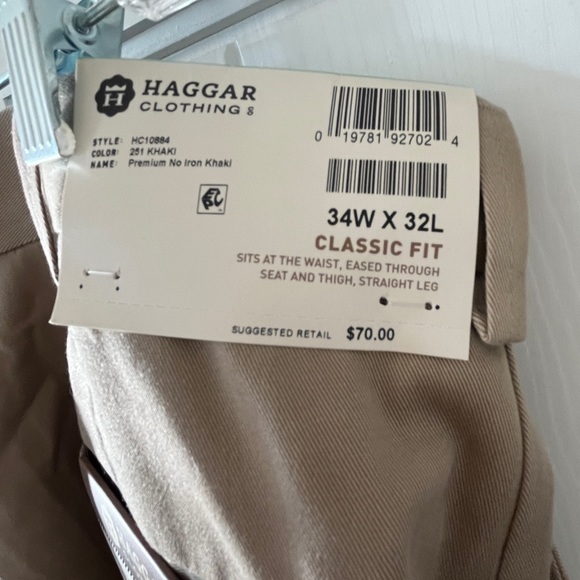 H
HAGGAR
CLOTHING
STYLE: HC10884
COLOR: 251 KHAKI
NAME: Premium No Iron Khaki
0 19781 92702 4
34W X 32L
CLASSIC FIT
SITS AT THE WAIST, EASED THROUGH
SEAT AND THIGH, STRAIGHT LEG
SUGGESTED RETAIL $70.00